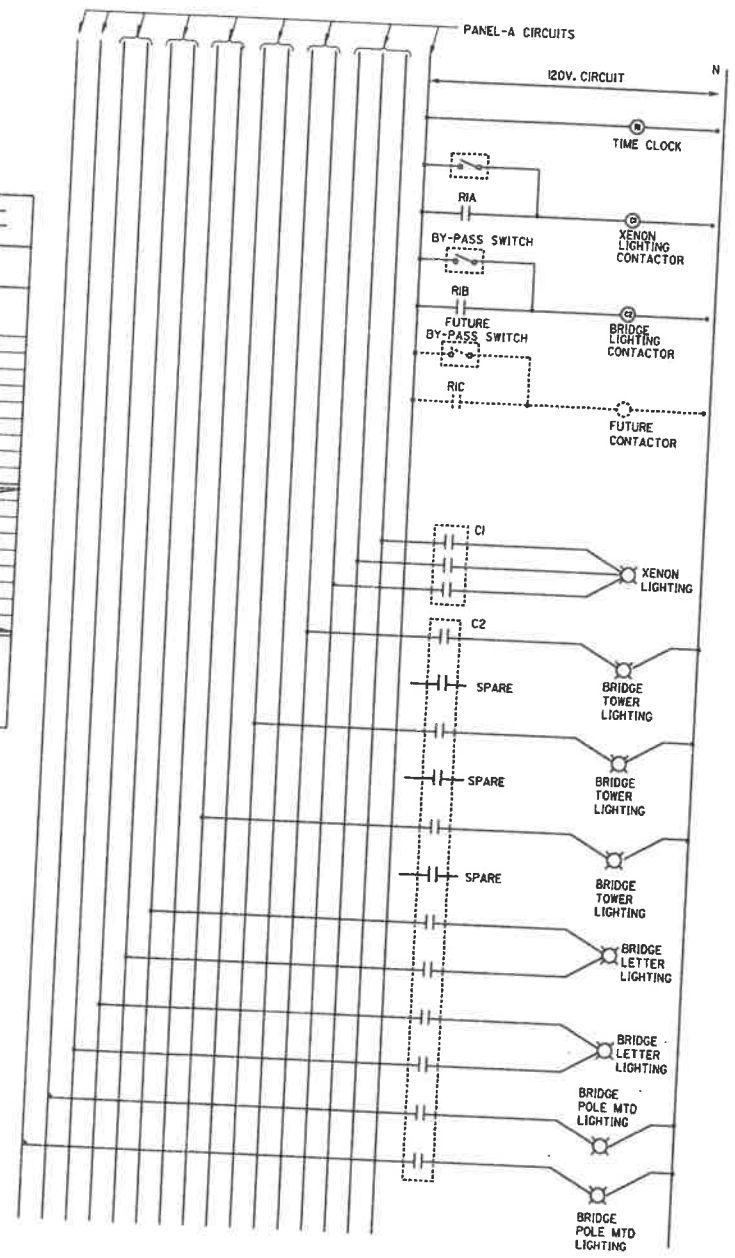 PANEL-A CIRCUITS
N
120V. CIRCUIT
TIME CLOCK
R1A
XENON
LIGHTING
CONTACTOR
BY-PASS SWITCH
R1B
C2
BRIDGE
LIGHTING
CONTACTOR
FUTURE
BY-PASS SWITCH
R1C
FUTURE
CONTACTOR
C1
XENON
LIGHTING
C2
BRIDGE
TOWER
LIGHTING
SPARE
BRIDGE
TOWER
LIGHTING
SPARE
BRIDGE
TOWER
LIGHTING
SPARE
BRIDGE
LETTER
LIGHTING
BRIDGE
LETTER
LIGHTING
BRIDGE
POLE MTD
LIGHTING
BRIDGE
POLE MTD
LIGHTING